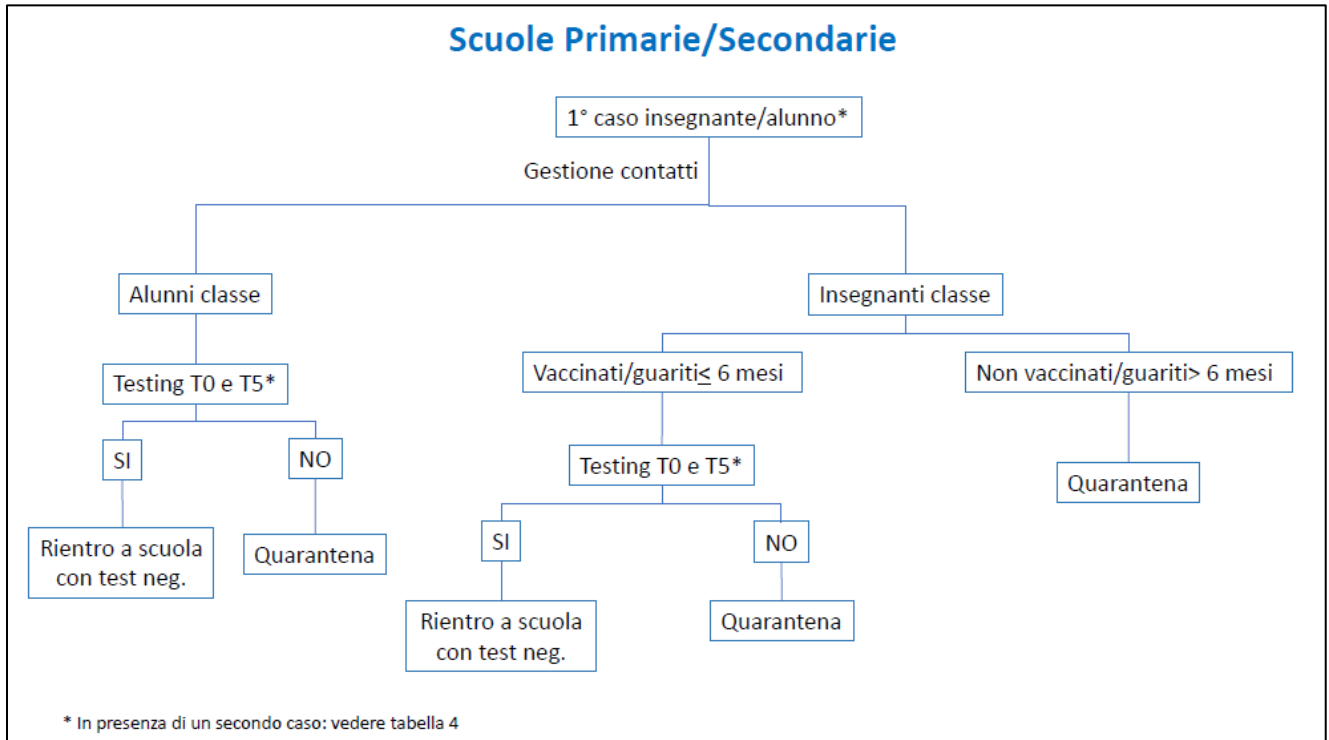 Scuole Primarie/Secondarie
1° caso insegnante/alunno*
Gestione contatti
Alunni classe
Insegnanti classe
Testing T0 e T5*
Vaccinati/guariti≤ 6 mesi
Non vaccinati/guariti> 6 mesi
SI
NO
Testing T0 e T5*
Quarantena
Rientro a scuola
con test neg.
Quarantena
SI
NO
Rientro a scuola
con test neg.
Quarantena
* In presenza di un secondo caso: vedere tabella 4